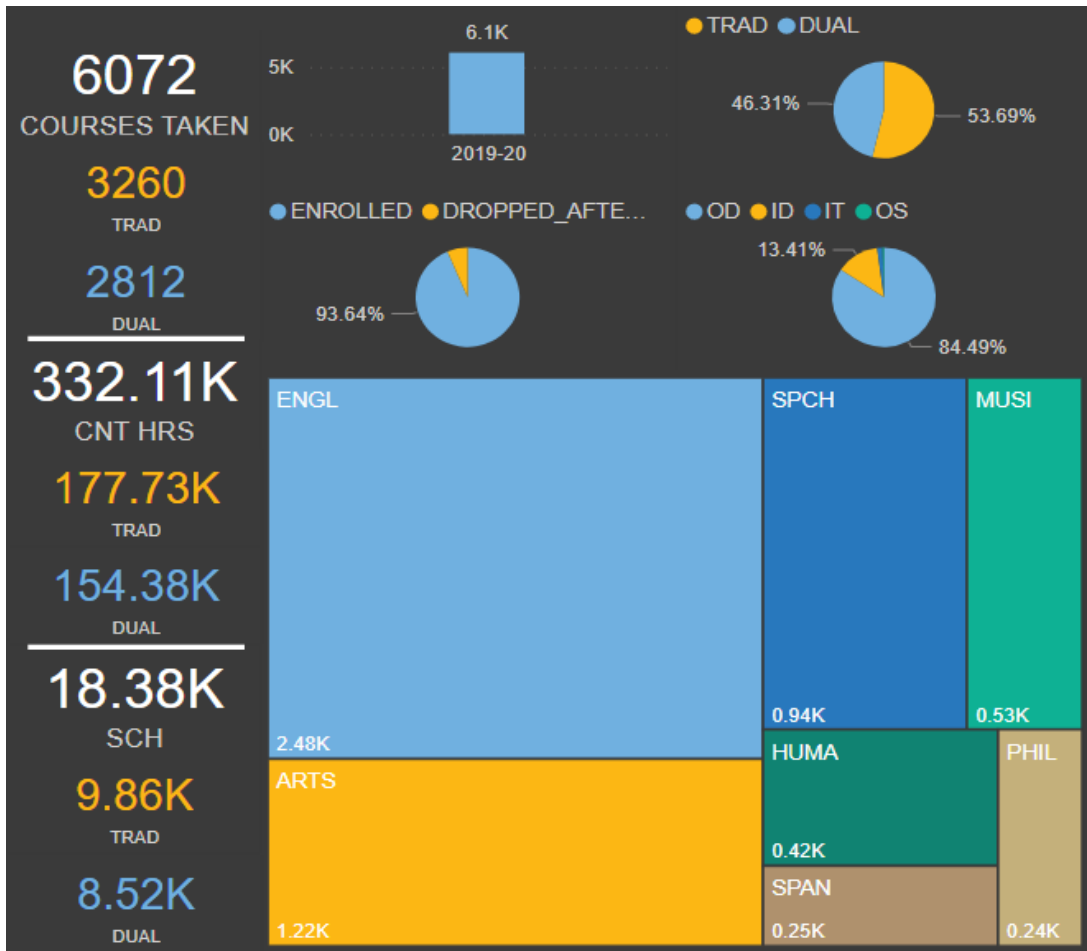 6072
COURSES TAKEN
3260
TRAD
2812
DUAL
332.11K
CNT HRS
177.73K
TRAD
154.38K
DUAL
18.38K
SCH
9.86K
TRAD
8.52K
DUAL
6.1K
5K
0K
2019-20
TRAD DUAL
46.31%
53.69%
ENROLLED DROPPED_AFTE...
93.64%
OD ID IT OS
13.41%
84.49%
ENGL
2.48K
ARTS
1.22K
SPCH
0.94K
MUSI
0.53K
HUMA
0.42K
SPAN
0.25K
PHIL
0.24K